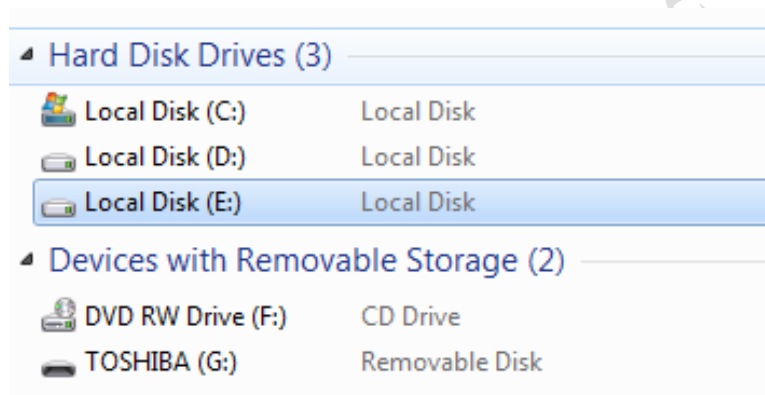 Hard Disk Drives (3)
Local Disk (C:) Local Disk
Local Disk (D:) Local Disk
Local Disk (E:) Local Disk
Devices with Removable Storage (2)
DVD RW Drive (F:) CD Drive
TOSHIBA (G:) Removable Disk